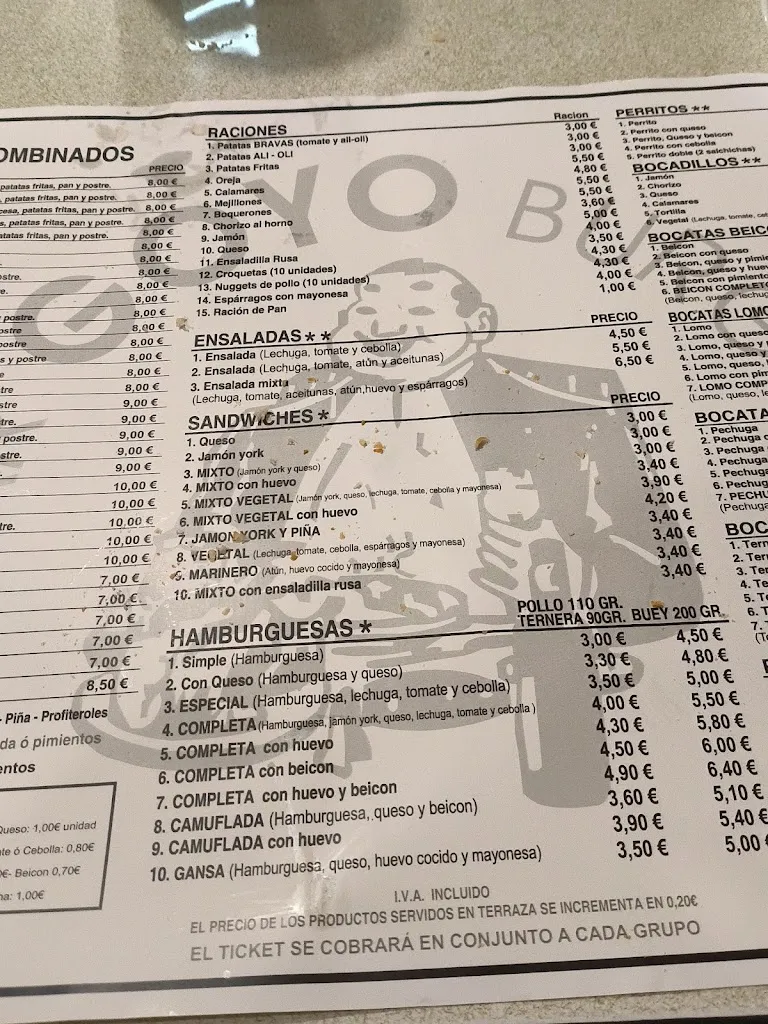 GOYO BU
OMBINADOS
PRECIO
patatas fritas, pan y postre. 8,00 €
patatas fritas, pan y postre. 8,00 €
cesa, patatas fritas, pan y postre. 8,00 €
s, patatas fritas, pan y postre. 8,00 €
atatas fritas, pan y postre. 8,00 €
8,00 €
stre. 8,00 €
e. 8,00 €
8,00 €
postre. 8,00 €
ostre 8,00 €
postre 8,00 €
s y postre 8,00 €
e 8,00 €
tre 8,00 €
stre 9,00 €
tre. 9,00 €
postre. 9,00 €
stre. 9,00 €
9,00 €
10,00 €
10,00 €
tre. 10,00 €
10,00 €
10,00 €
7,00 €
7,00 €
7,00 €
7,00 €
7,00 €
8,50 €
- Piña - Profiteroles
da ó pimientos
entos
Queso: 1,00€ unidad
te ó Cebolla: 0,80€
0€- Beicon 0,70€
na: 1,00€
RACIONES Racion
1. Patatas BRAVAS (tomate y all-oli) 3,00 €
2. Patatas ALI - OLI 3,00 €
3. Patatas Fritas 3,00 €
4. Oreja 5,50 €
5. Calamares 4,80 €
6. Mejillones 5,50 €
7. Boquerones 5,50 €
8. Chorizo al horno 3,60 €
9. Jamón 5,00 €
10. Queso 4,00 €
11. Ensaladilla Rusa 3,50 €
12. Croquetas (10 unidades) 4,30 €
13. Nuggets de pollo (10 unidades) 4,30 €
14. Espárragos con mayonesa 4,00 €
15. Ración de Pan 1,00 €
ENSALADAS * * PRECIO
1. Ensalada (Lechuga, tomate y cebolla) 4,50 €
2. Ensalada (Lechuga, tomate, atún y aceitunas) 5,50 €
3. Ensalada mixta 6,50 €
(Lechuga, tomate, aceitunas, atún,huevo y espárragos)
SANDWICHES * PRECIO
1. Queso 3,00 €
2. Jamón york 3,00 €
3. MIXTO (Jamón york y queso) 3,00 €
4. MIXTO con huevo 3,40 €
5. MIXTO VEGETAL (Jamón york, queso, lechuga, tomate, cebolla y mayonesa) 3,90 €
6. MIXTO VEGETAL con huevo 4,20 €
7. JAMON YORK Y PIÑA 3,40 €
8. VEGETAL (Lechuga, tomate, cebolla, espárragos y mayonesa) 3,40 €
9. MARINERO (Atún, huevo cocido y mayonesa) 3,40 €
10. MIXTO con ensaladilla rusa 3,40 €
HAMBURGUESAS *
POLLO 110 GR.
TERNERA 90GR. BUEY 200 GR.
1. Simple (Hamburguesa) 3,00 € 4,50 €
2. Con Queso (Hamburguesa y queso) 3,30 € 4,80 €
3. ESPECIAL (Hamburguesa, lechuga, tomate y cebolla) 3,50 € 5,00 €
4. COMPLETA (Hamburguesa, jamón york, queso, lechuga, tomate y cebolla ) 4,00 € 5,50 €
5. COMPLETA con huevo 4,30 € 5,80 €
6. COMPLETA con beicon 4,50 € 6,00 €
7. COMPLETA con huevo y beicon 4,90 € 6,40 €
8. CAMUFLADA (Hamburguesa, queso y beicon) 3,60 € 5,10 €
9. CAMUFLADA con huevo 3,90 € 5,40 €
10. GANSA (Hamburguesa, queso, huevo cocido y mayonesa) 3,50 € 5,00
I.V.A. INCLUIDO
EL PRECIO DE LOS PRODUCTOS SERVIDOS EN TERRAZA SE INCREMENTA EN 0,20€
EL TICKET SE COBRARÁ EN CONJUNTO A CADA GRUPO
PERRITOS **
1. Perrito
2. Perrito con queso
3. Perrito, Queso y beicon
4. Perrito con cebolla
5. Perrito doble (2 salchichas)
BOCADILLOS **
1. Jamón
2. Chorizo
3. Queso
4. Calamares
5. Tortilla
6. Vegetal (Lechuga, tomate, ceb
BOCATAS BEICO
1. Beicon
2. Beicon con queso
3. Beicon, queso y pimie
4. Beicon, queso y huev
5. Beicon con pimiento
6. BEICON COMPLETO
(Beicon, queso, lechug
BOCATAS LOMO
1. Lomo
2. Lomo con queso
3. Lomo, queso y
4. Lomo, queso y
5. Lomo, queso,
6. Lomo con pim
7. LOMO COMP
(Lomo, queso, le
BOCATA
1. Pechuga
2. Pechuga c
3. Pechuga
4. Pechuga
5. Pechuga
6. Pechug
7. PECHU
(Pechuga
BOC
1. Tern
2. Ter
3. Ter
4. Te
5. Te
6. T
7.
(Te